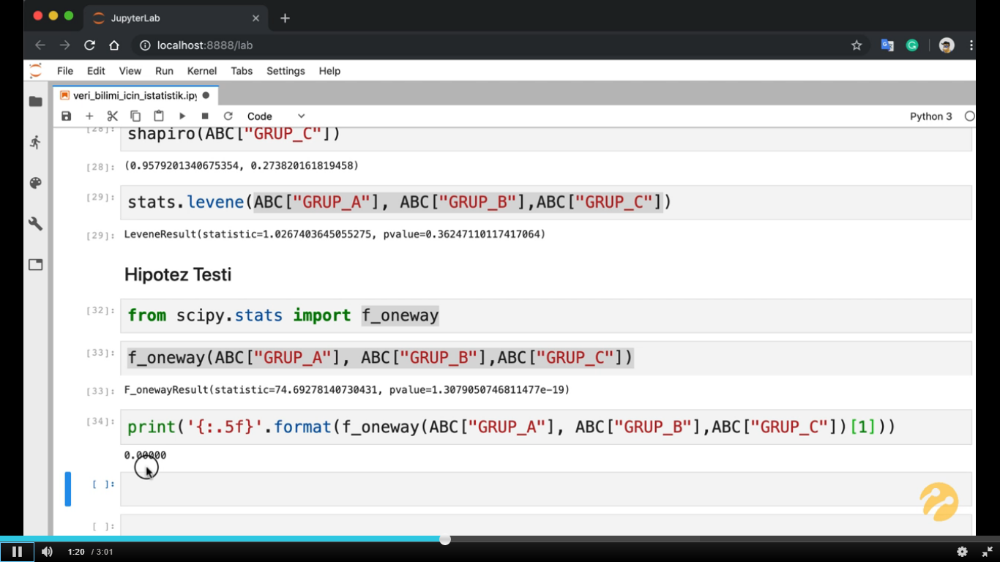 JupyterLab
localhost:8888/lab
File Edit View Run Kernel Tabs Settings Help
veri_bilimi_icin_istatistik.ipy
Code
Python 3
[28]: shapiro(ABC["GRUP_C"])
[28]: (0.9579201340675354, 0.273820161819458)
[29]: stats.levene(ABC["GRUP_A"], ABC["GRUP_B"],ABC["GRUP_C"])
[29]: LeveneResult(statistic=1.0267403645055275, pvalue=0.36247110117417064)
Hipotez Testi
[32]: from scipy.stats import f_oneway
[33]: f_oneway(ABC["GRUP_A"], ABC["GRUP_B"],ABC["GRUP_C"])
[33]: F_onewayResult(statistic=74.69278140730431, pvalue=1.3079050746811477e-19)
[34]: print('{:.5f}'.format(f_oneway(ABC["GRUP_A"], ABC["GRUP_B"],ABC["GRUP_C"])[1]))
0.00000
[ ]:
[ ]:
1:20 / 3:01